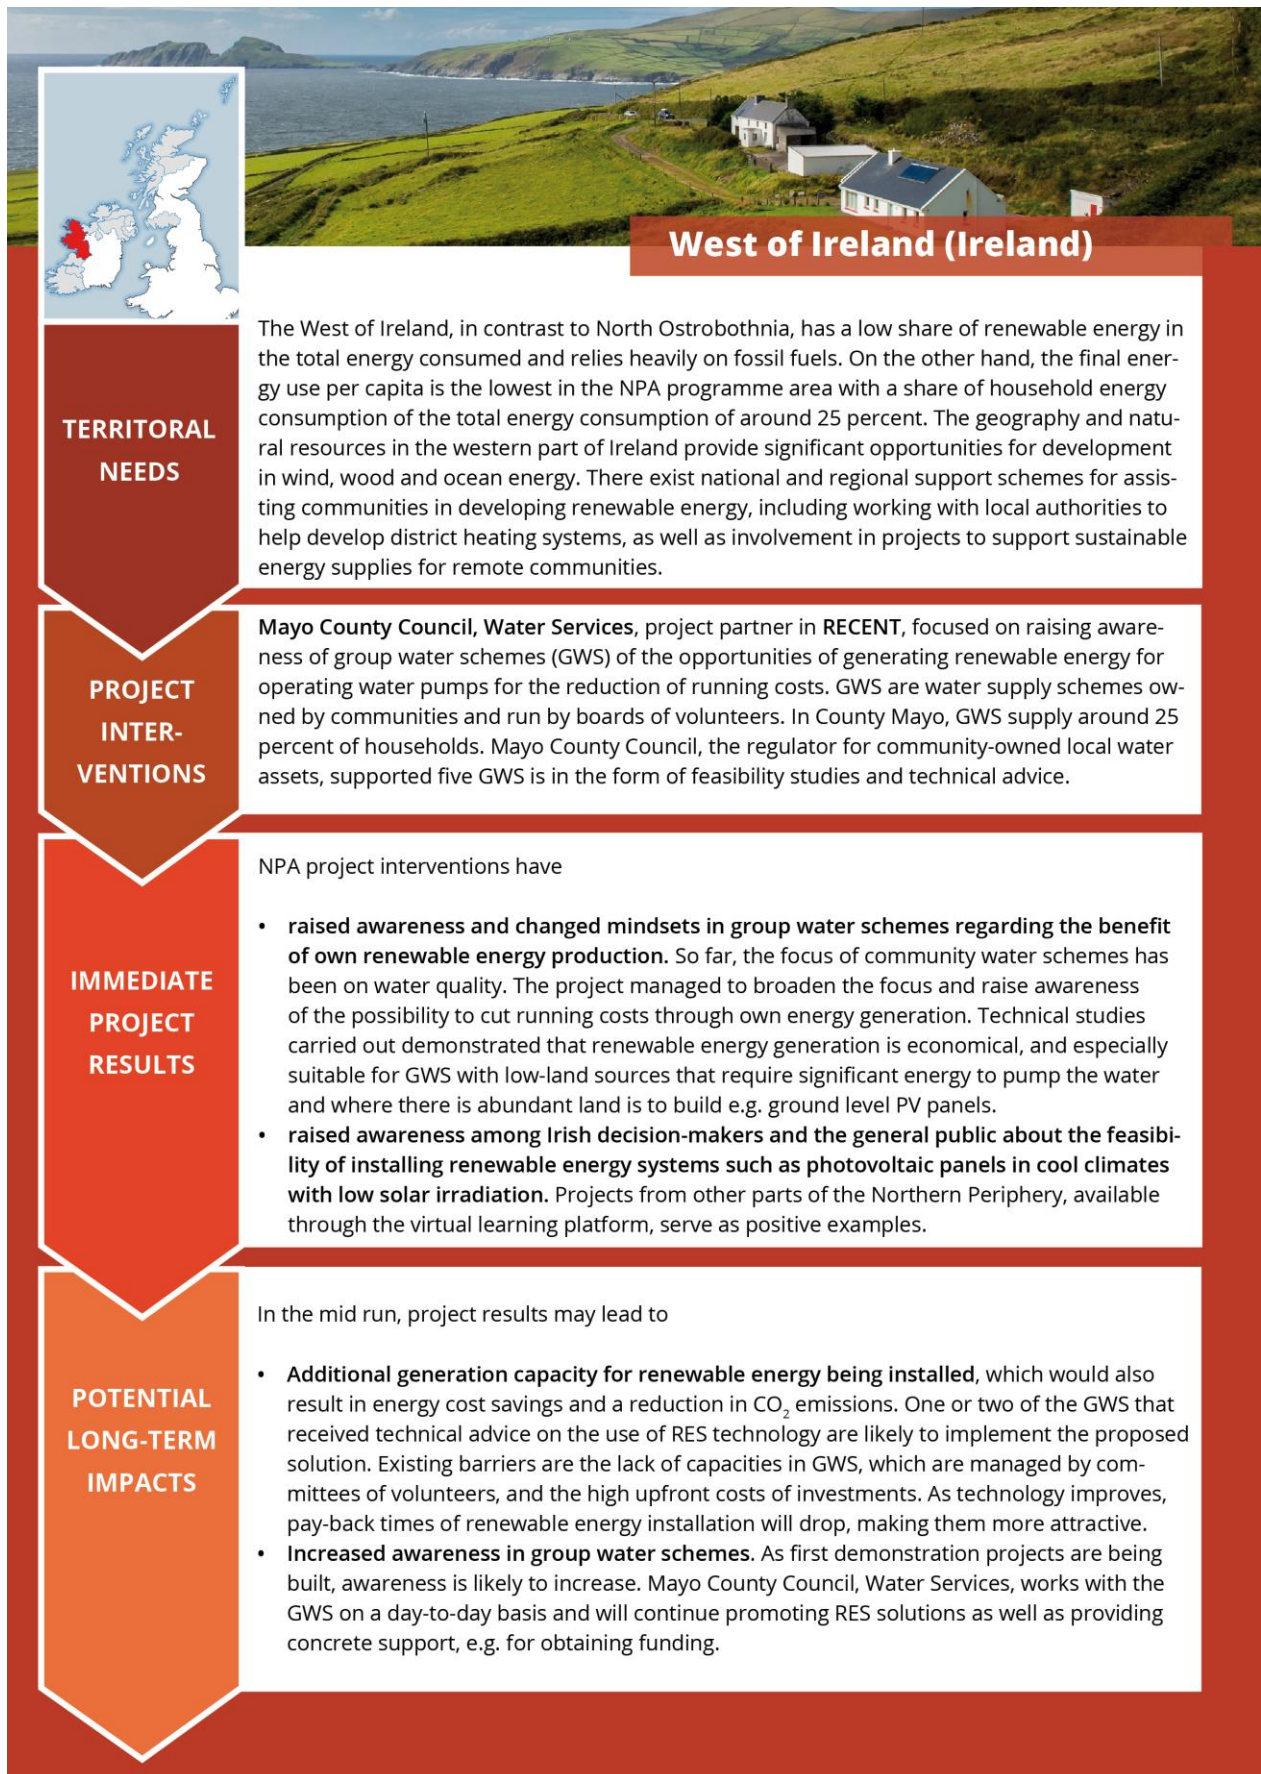 West of Ireland (Ireland)
TERRITORAL
NEEDS
The West of Ireland, in contrast to North Ostrobothnia, has a low share of renewable energy in
the total energy consumed and relies heavily on fossil fuels. On the other hand, the final ener-
gy use per capita is the lowest in the NPA programme area with a share of household energy
consumption of the total energy consumption of around 25 percent. The geography and natu-
ral resources in the western part of Ireland provide significant opportunities for development
in wind, wood and ocean energy. There exist national and regional support schemes for assis-
ting communities in developing renewable energy, including working with local authorities to
help develop district heating systems, as well as involvement in projects to support sustainable
energy supplies for remote communities.
PROJECT
INTER-
VENTIONS
Mayo County Council, Water Services, project partner in RECENT, focused on raising aware-
ness of group water schemes (GWS) of the opportunities of generating renewable energy for
operating water pumps for the reduction of running costs. GWS are water supply schemes ow-
ned by communities and run by boards of volunteers. In County Mayo, GWS supply around 25
percent of households. Mayo County Council, the regulator for community-owned local water
assets, supported five GWS is in the form of feasibility studies and technical advice.
IMMEDIATE
PROJECT
RESULTS
NPA project interventions have
• raised awareness and changed mindsets in group water schemes regarding the benefit
of own renewable energy production. So far, the focus of community water schemes has
been on water quality. The project managed to broaden the focus and raise awareness
of the possibility to cut running costs through own energy generation. Technical studies
carried out demonstrated that renewable energy generation is economical, and especially
suitable for GWS with low-land sources that require significant energy to pump the water
and where there is abundant land is to build e.g. ground level PV panels.
• raised awareness among Irish decision-makers and the general public about the feasibi-
lity of installing renewable energy systems such as photovoltaic panels in cool climates
with low solar irradiation. Projects from other parts of the Northern Periphery, available
through the virtual learning platform, serve as positive examples.
POTENTIAL
LONG-TERM
IMPACTS
In the mid run, project results may lead to
• Additional generation capacity for renewable energy being installed, which would also
result in energy cost savings and a reduction in CO₂ emissions. One or two of the GWS that
received technical advice on the use of RES technology are likely to implement the proposed
solution. Existing barriers are the lack of capacities in GWS, which are managed by com-
mittees of volunteers, and the high upfront costs of investments. As technology improves,
pay-back times of renewable energy installation will drop, making them more attractive.
• Increased awareness in group water schemes. As first demonstration projects are being
built, awareness is likely to increase. Mayo County Council, Water Services, works with the
GWS on a day-to-day basis and will continue promoting RES solutions as well as providing
concrete support, e.g. for obtaining funding.